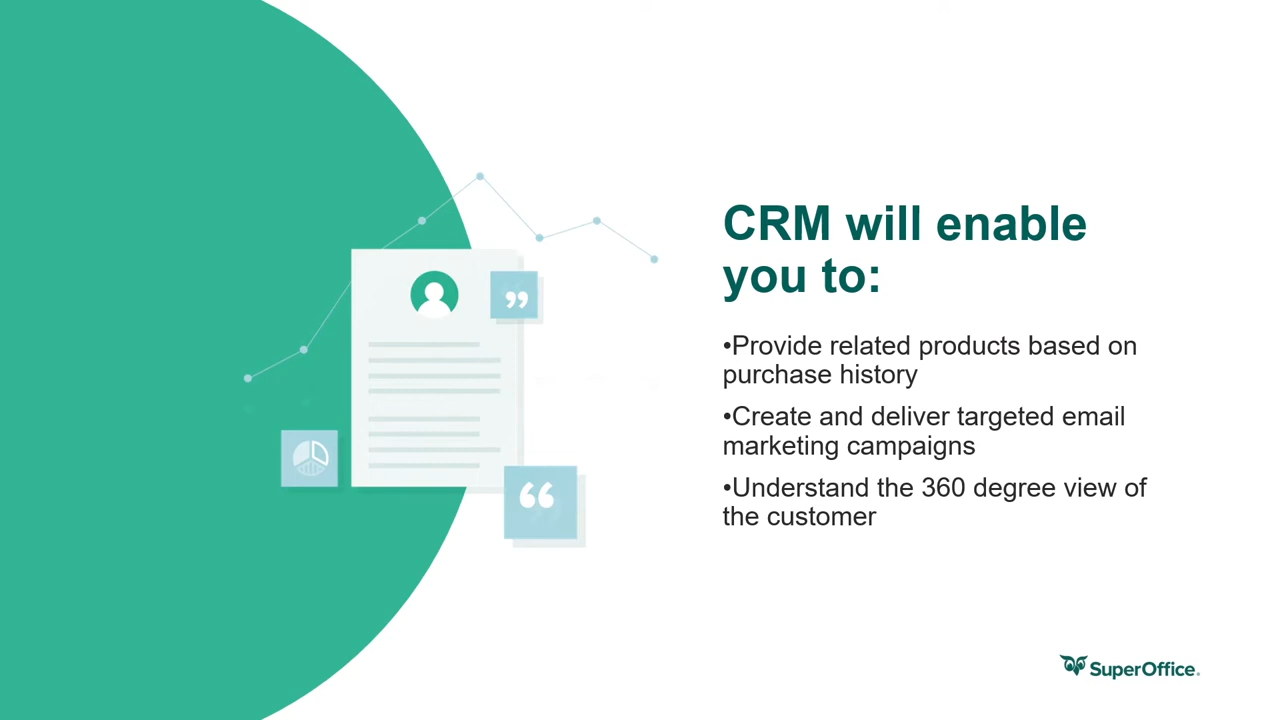 CRM will enable
you to:
•Provide related products based on
purchase history
•Create and deliver targeted email
marketing campaigns
•Understand the 360 degree view of
the customer
SuperOffice.